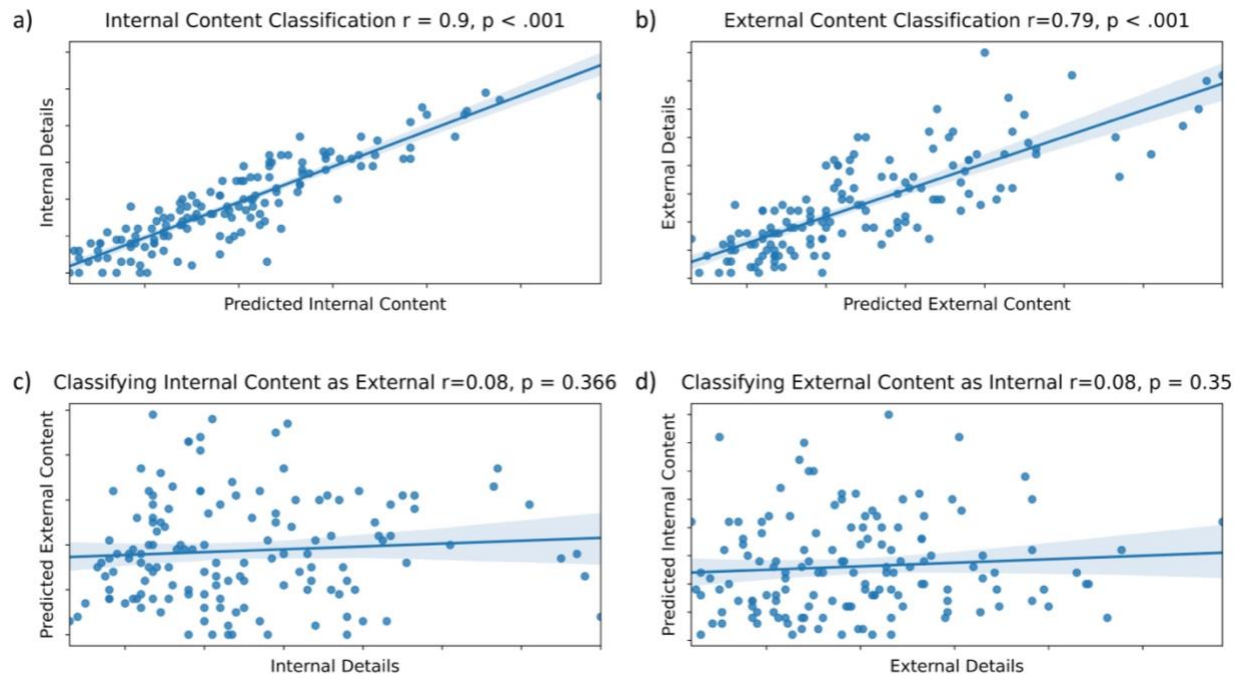 a) Internal Content Classification r = 0.9, p < .001
Internal Details
Predicted Internal Content
b) External Content Classification r=0.79, p < .001
External Details
Predicted External Content
c) Classifying Internal Content as External r=0.08, p = 0.366
Predicted External Content
Internal Details
d) Classifying External Content as Internal r=0.08, p = 0.35
Predicted Internal Content
External Details